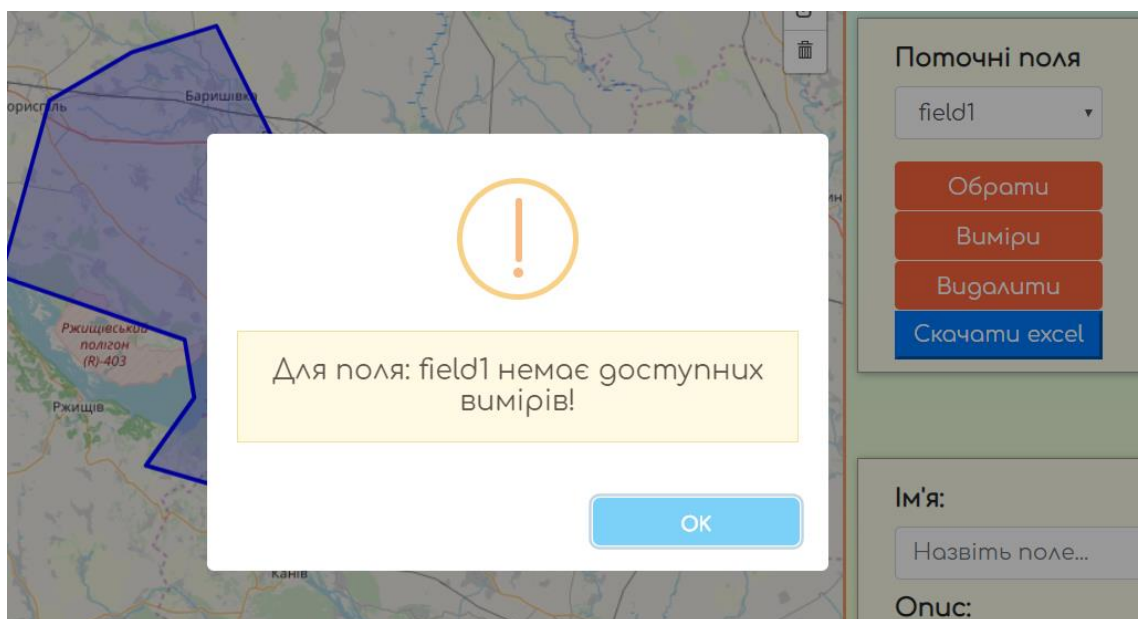 Баришівка
Ржищівський
полігон
(R)-403
Ржищів
Канів
Для поля: field1 немає доступних
вимірів!
ОК
Поточні поля
field1
Обрати
Виміри
Видалити
Скачати excel
Ім'я:
Назвіть поле...
Опис: